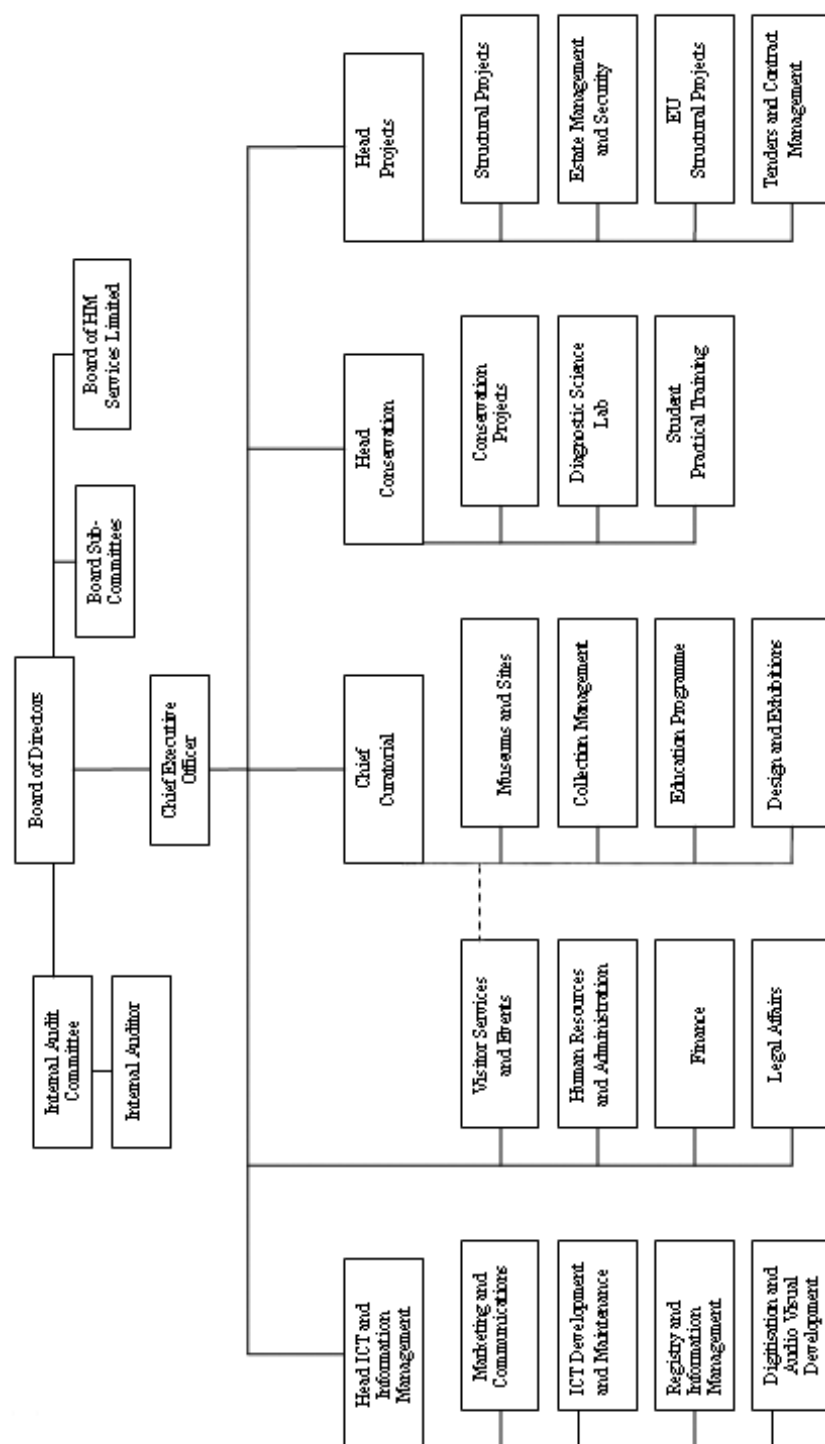 Board of Directors
Internal Audit
Committee
Internal Auditor
Board Sub-
Committees
Board of HM
Services Limited
Chief Executive
Officer
Head ICT and
Information
Management
Marketing and
Communications
ICT Development
and Maintenance
Registry and
Information
Management
Digitisation and
Audio Visual
Development
Visitor Services
and Events
Human Resources
and Administration
Finance
Legal Affairs
Chief
Curatorial
Museums and Sites
Collection Management
Education Programme
Design and Exhibitions
Head
Conservation
Conservation
Projects
Diagnostic Science
Lab
Student
Practical Training
Head
Projects
Structural Projects
Estate Management
and Security
EU
Structural Projects
Tenders and Contract
Management